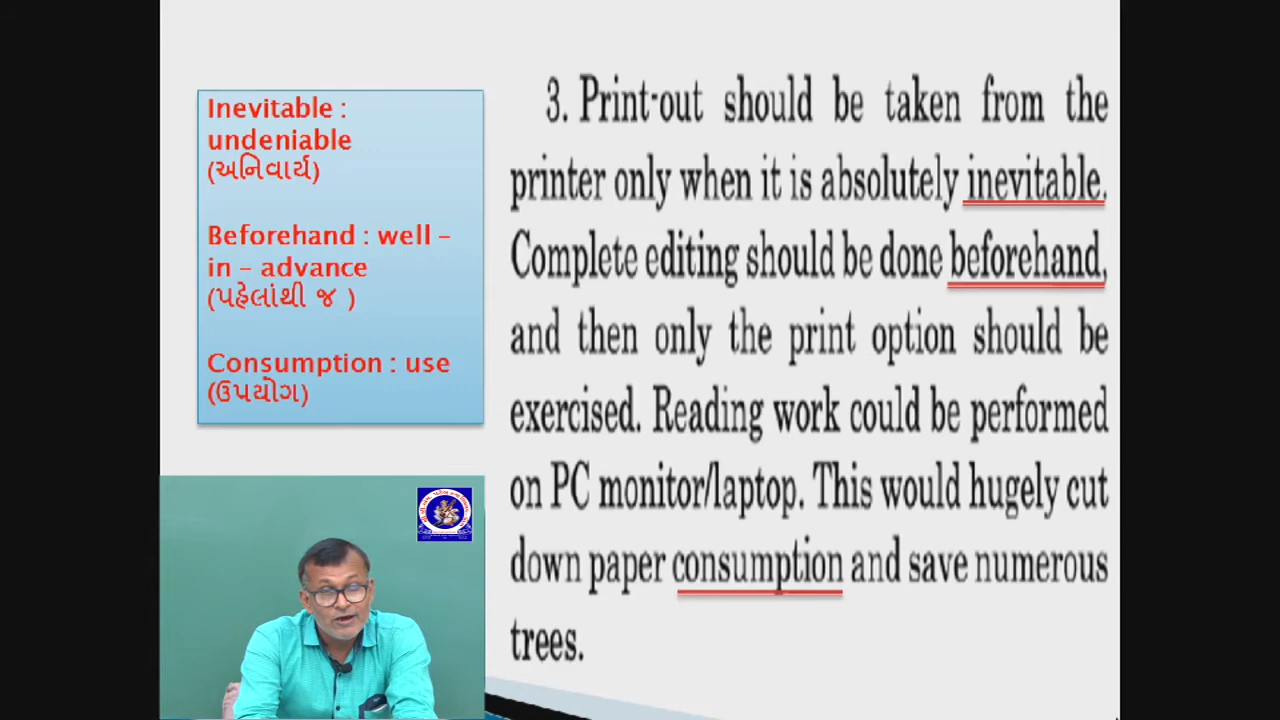 Inevitable :
undeniable
(અનિવાર્ય)
Beforehand : well –
in – advance
(પહેલાંથી જ )
Consumption : use
(ઉપયોગ)
3. Print-out should be taken from the
printer only when it is absolutely inevitable.
Complete editing should be done beforehand,
and then only the print option should be
exercised. Reading work could be performed
on PC monitor/laptop. This would hugely cut
down paper consumption and save numerous
trees.